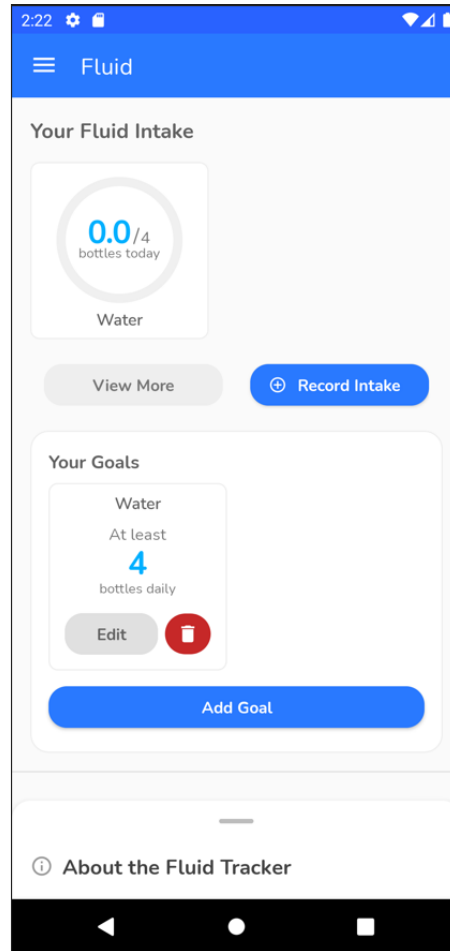 2:22
Fluid
Your Fluid Intake
0.0/4
bottles today
Water
View More
Record Intake
Your Goals
Water
At least
4
bottles daily
Edit
Add Goal
About the Fluid Tracker